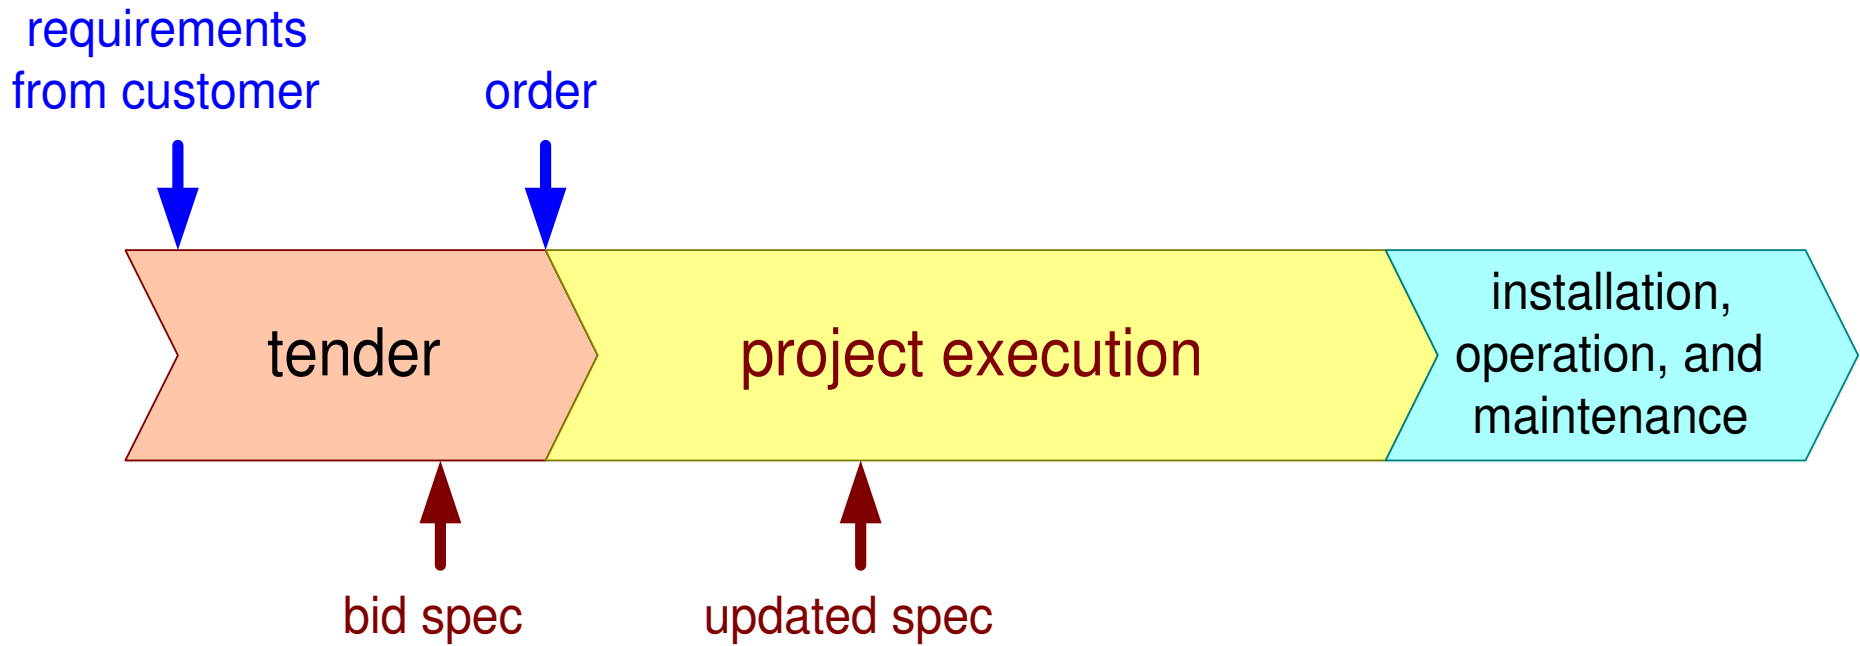 requirements
from customer
order
tender
project execution
installation,
operation, and
maintenance
bid spec
updated spec